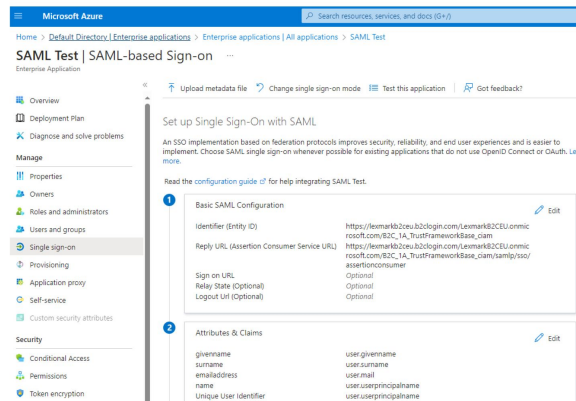 Microsoft Azure
Search resources, services, and docs (G+/)
Home > Default Directory | Enterprise applications > Enterprise applications | All applications > SAML Test
SAML Test | SAML-based Sign-on ...
Enterprise Application
Upload metadata file Change single sign-on mode Test this application Got feedback?
Overview
Deployment Plan
Diagnose and solve problems
Manage
Properties
Owners
Roles and administrators
Users and groups
Single sign-on
Provisioning
Application proxy
Self-service
Custom security attributes
Security
Conditional Access
Permissions
Token encryption
Set up Single Sign-On with SAML
An SSO implementation based on federation protocols improves security, reliability, and end user experiences and is easier to
implement. Choose SAML single sign-on whenever possible for existing applications that do not use OpenID Connect or OAuth. Le
more.
Read the configuration guide for help integrating SAML Test.
1
Basic SAML Configuration
Edit
Identifier (Entity ID) https://lexmarkb2ceu.b2clogin.com/LexmarkB2CEU.onmic
rosoft.com/B2C_1A_TrustFrameworkBase_ciam
Reply URL (Assertion Consumer Service URL) https://lexmarkb2ceu.b2clogin.com/LexmarkB2CEU.onmic
rosoft.com/B2C_1A_TrustFrameworkBase_ciam/samlp/sso/
assertionconsumer
Sign on URL Optional
Relay State (Optional) Optional
Logout Url (Optional) Optional
2
Attributes & Claims
Edit
givenname user.givenname
surname user.surname
emailaddress user.mail
name user.userprincipalname
Unique User Identifier user.userprincipalname